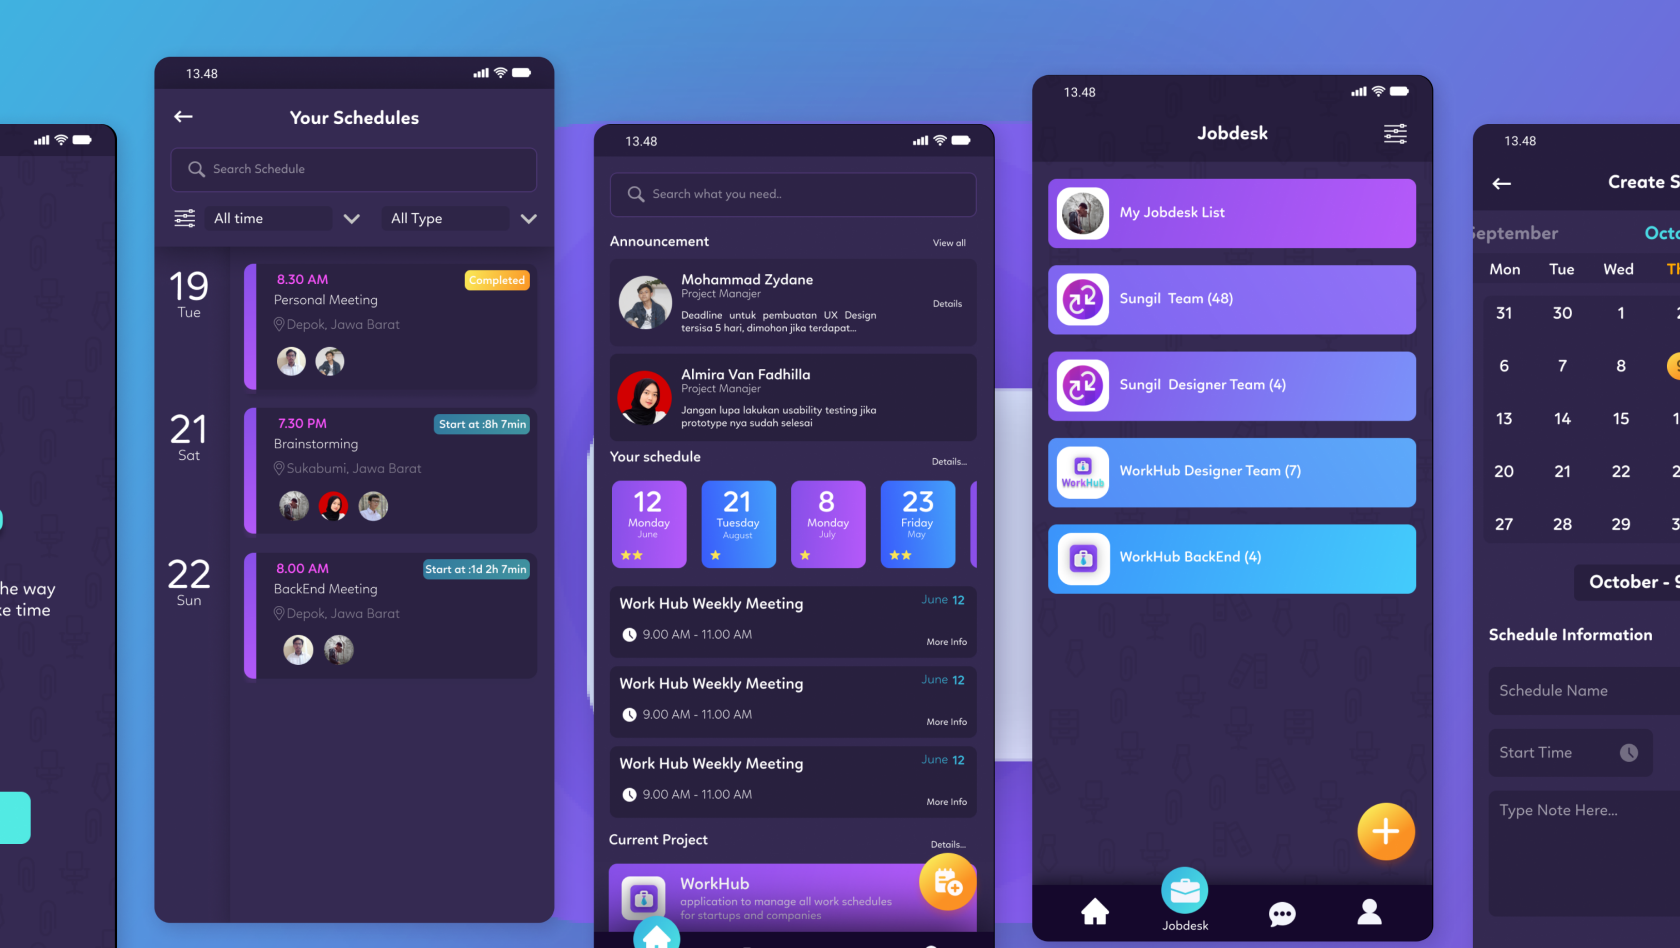 he way
ke time
13.48
Your Schedules
Search Schedule
All time
All Type
19
Tue
8.30 AM
Completed
Personal Meeting
Depok, Jawa Barat
21
Sat
7.30 PM
Start at :8h 7min
Brainstorming
Sukabumi, Jawa Barat
22
Sun
8.00 AM
Start at :1d 2h 7min
BackEnd Meeting
Depok, Jawa Barat
13.48
Search what you need..
Announcement
View all
Mohammad Zydane
Project Manajer
Deadline untuk pembuatan UX Design
tersisa 5 hari, dimohon jika terdapat...
Details
Almira Van Fadhilla
Project Manajer
Jangan lupa lakukan usability testing jika
prototype nya sudah selesai
Your schedule
Details...
12
Monday
June
21
Tuesday
August
8
Monday
July
23
Friday
May
Work Hub Weekly Meeting
June 12
9.00 AM - 11.00 AM
More Info
Work Hub Weekly Meeting
June 12
9.00 AM - 11.00 AM
More Info
Work Hub Weekly Meeting
June 12
9.00 AM - 11.00 AM
More Info
Current Project
Details...
WorkHub
application to manage all work schedules
for startups and companies
13.48
Jobdesk
My Jobdesk List
Sungil Team (48)
Sungil Designer Team (4)
WorkHub
WorkHub Designer Team (7)
WorkHub BackEnd (4)
Jobdesk
13.48
Create S
eptember Octo
Mon Tue Wed Th
31 30 1 2
6 7 8 9
13 14 15 1
20 21 22 2
27 28 29 3
October - 9
Schedule Information
Schedule Name
Start Time
Type Note Here...